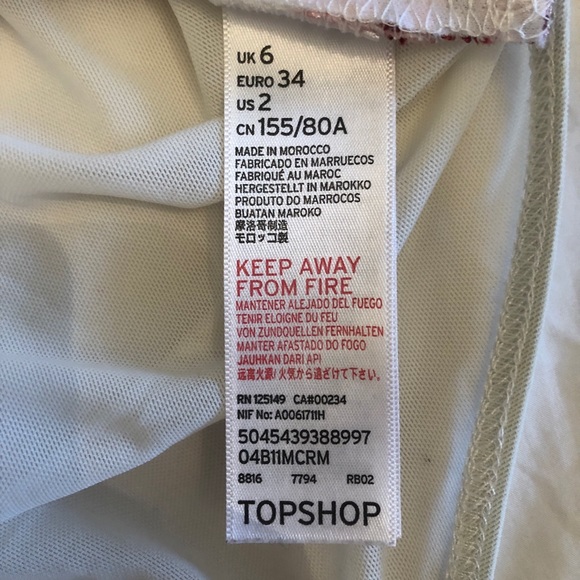 UK 6
EURO 34
US 2
CN 155/80A
MADE IN MOROCCO
FABRICADO EN MARRUECOS
FABRIQUÉ AU MAROC
HERGESTELLT IN MAROKKO
PRODUTO DO MARROCOS
BUATAN MAROKO
摩洛哥制造
モロッコ製
KEEP AWAY
FROM FIRE
MANTENER ALEJADO DEL FUEGO
TENIR ELOIGNE DU FEU
VON ZUNDQUELLEN FERNHALTEN
MANTER AFASTADO DO FOGO
JAUHKAN DARI API
远离火源/ 火気から遠ざけて下さい。
RN 125149 CA#00234
NIF No: A0061711H
5045439388997
04B11MCRM
8816 7794 RB02
TOPSHOP